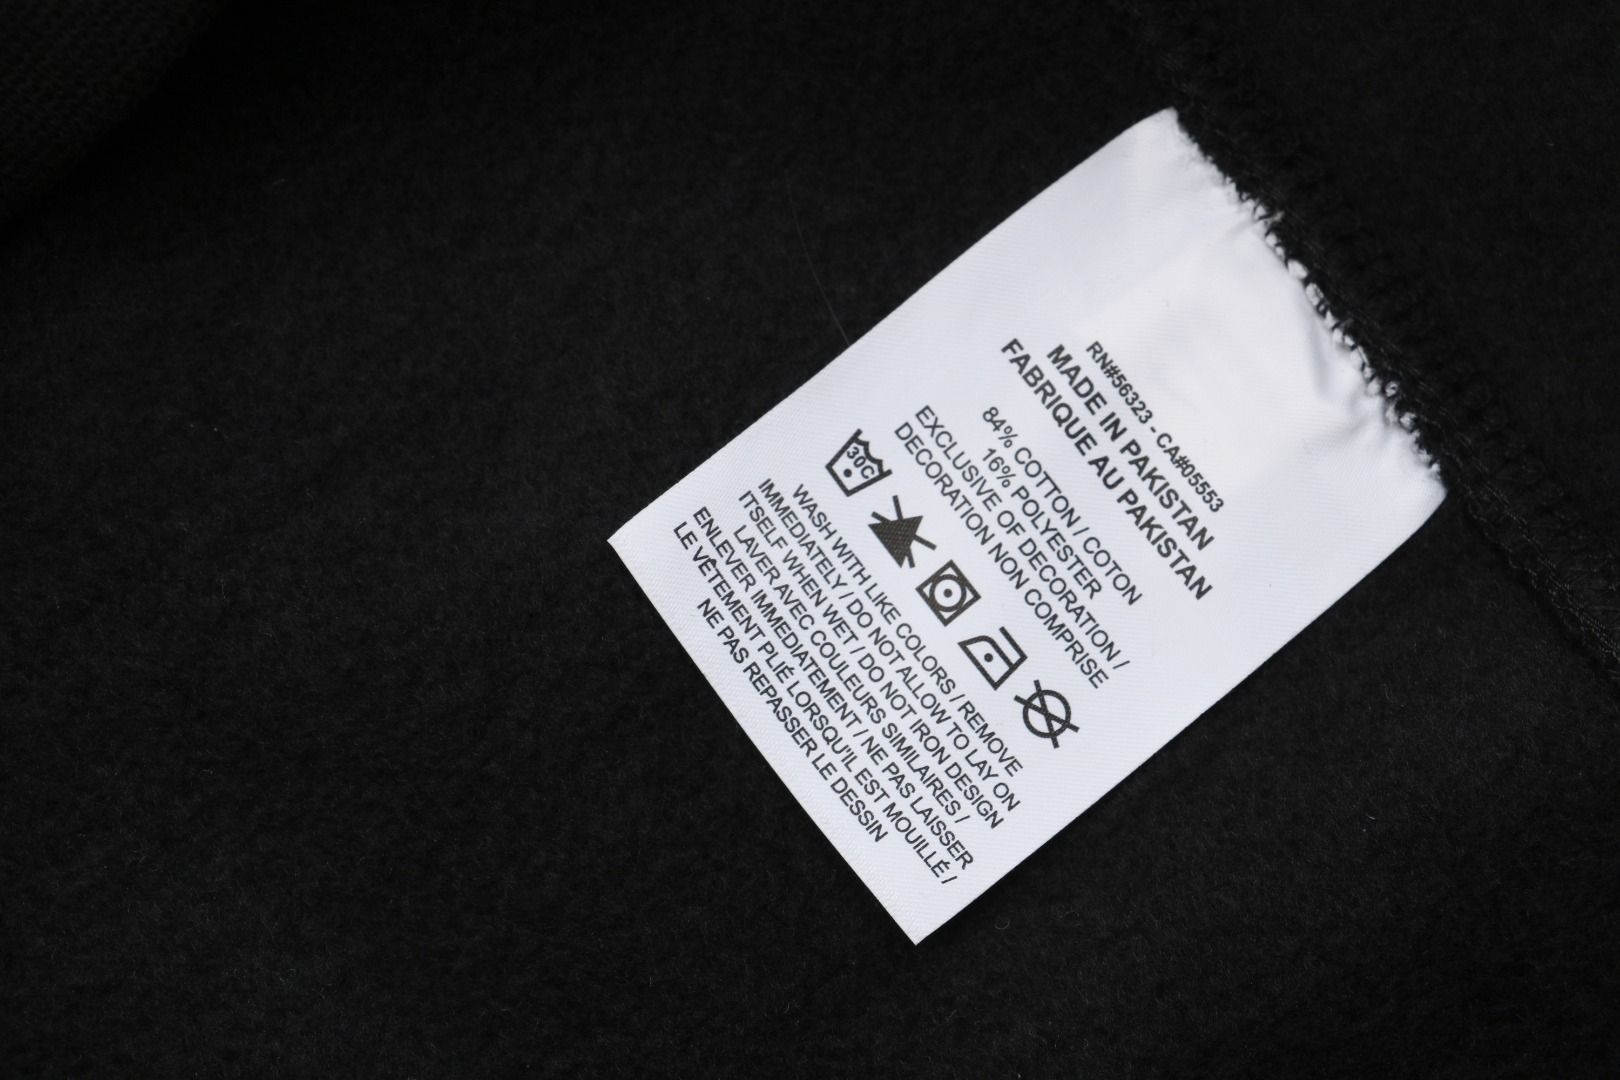 RN#56323 - CA#05553
MADE IN PAKISTAN
FABRIQUE AU PAKISTAN
84% COTTON / COTON
16% POLYESTER
EXCLUSIVE OF DECORATION /
DECORATION NON COMPRISE
30C
WASH WITH LIKE COLORS / REMOVE
IMMEDIATELY / DO NOT ALLOW TO LAY ON
ITSELF WHEN WET / DO NOT IRON DESIGN
LAVER AVEC COULEURS SIMILAIRES /
ENLEVER IMMEDIATEMENT / NE PAS LAISSER
LE VÊTEMENT PLIÉ LORSQU'IL EST MOUILLÉ /
NE PAS REPASSER LE DESSIN